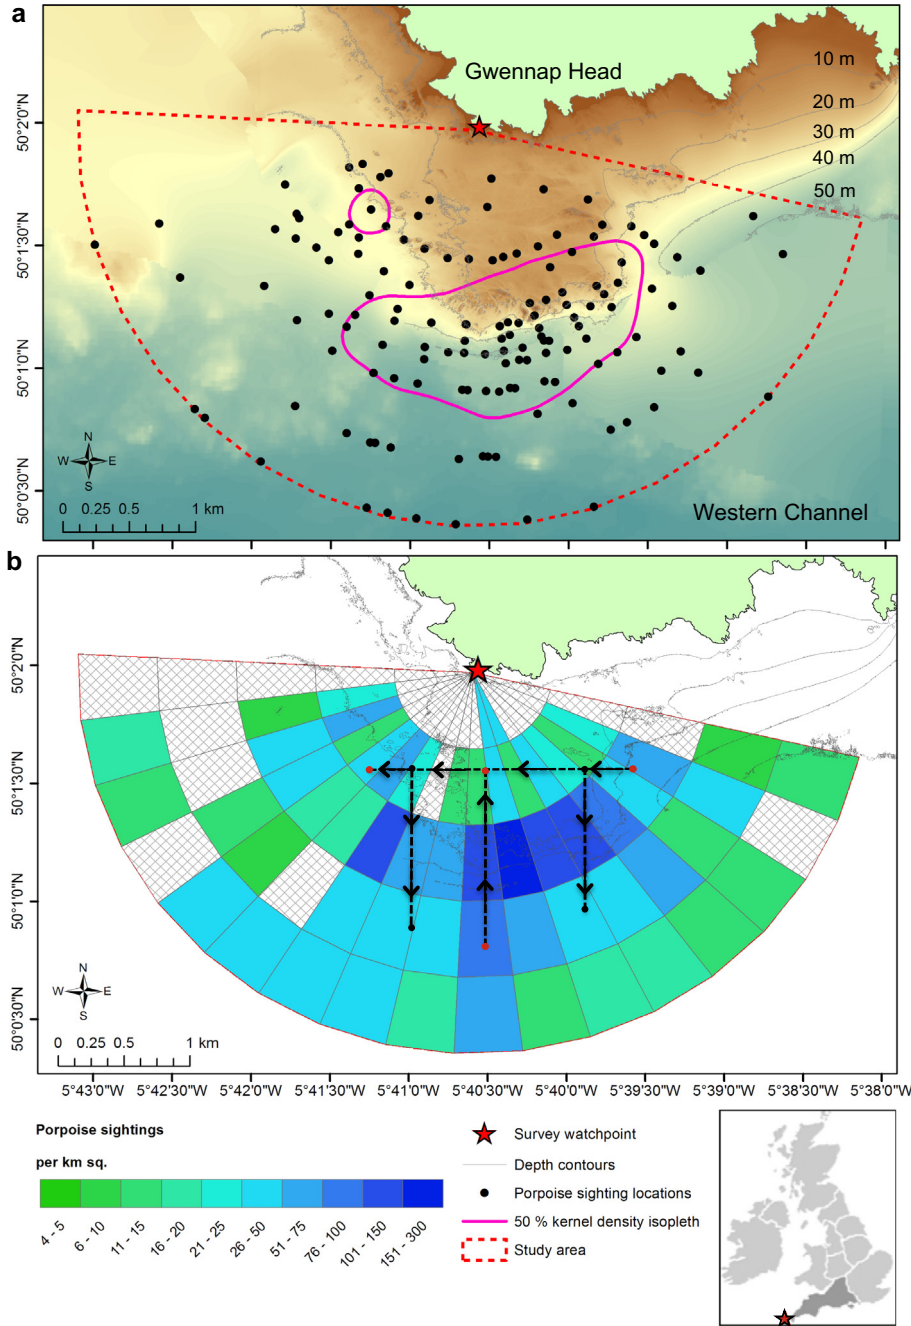 a
Gwennap Head
10 m
20 m
30 m
40 m
50 m
50°2'0"N
50°1'30"N
50°1'0"N
50°0'30"N
N
W E
S
0 0.25 0.5 1 km
Western Channel
b
50°2'0"N
50°1'30"N
50°1'0"N
50°0'30"N
N
W E
S
0 0.25 0.5 1 km
5°43'0"W 5°42'30"W 5°42'0"W 5°41'30"W 5°41'0"W 5°40'30"W 5°40'0"W 5°39'30"W 5°39'0"W 5°38'30"W 5°38'0"W
Porpoise sightings
per km sq.
4 - 5
6 - 10
11 - 15
16 - 20
21 - 25
26 - 50
51 - 75
76 - 100
101 - 150
151 - 300
Survey watchpoint
Depth contours
Porpoise sighting locations
50 % kernel density isopleth
Study area